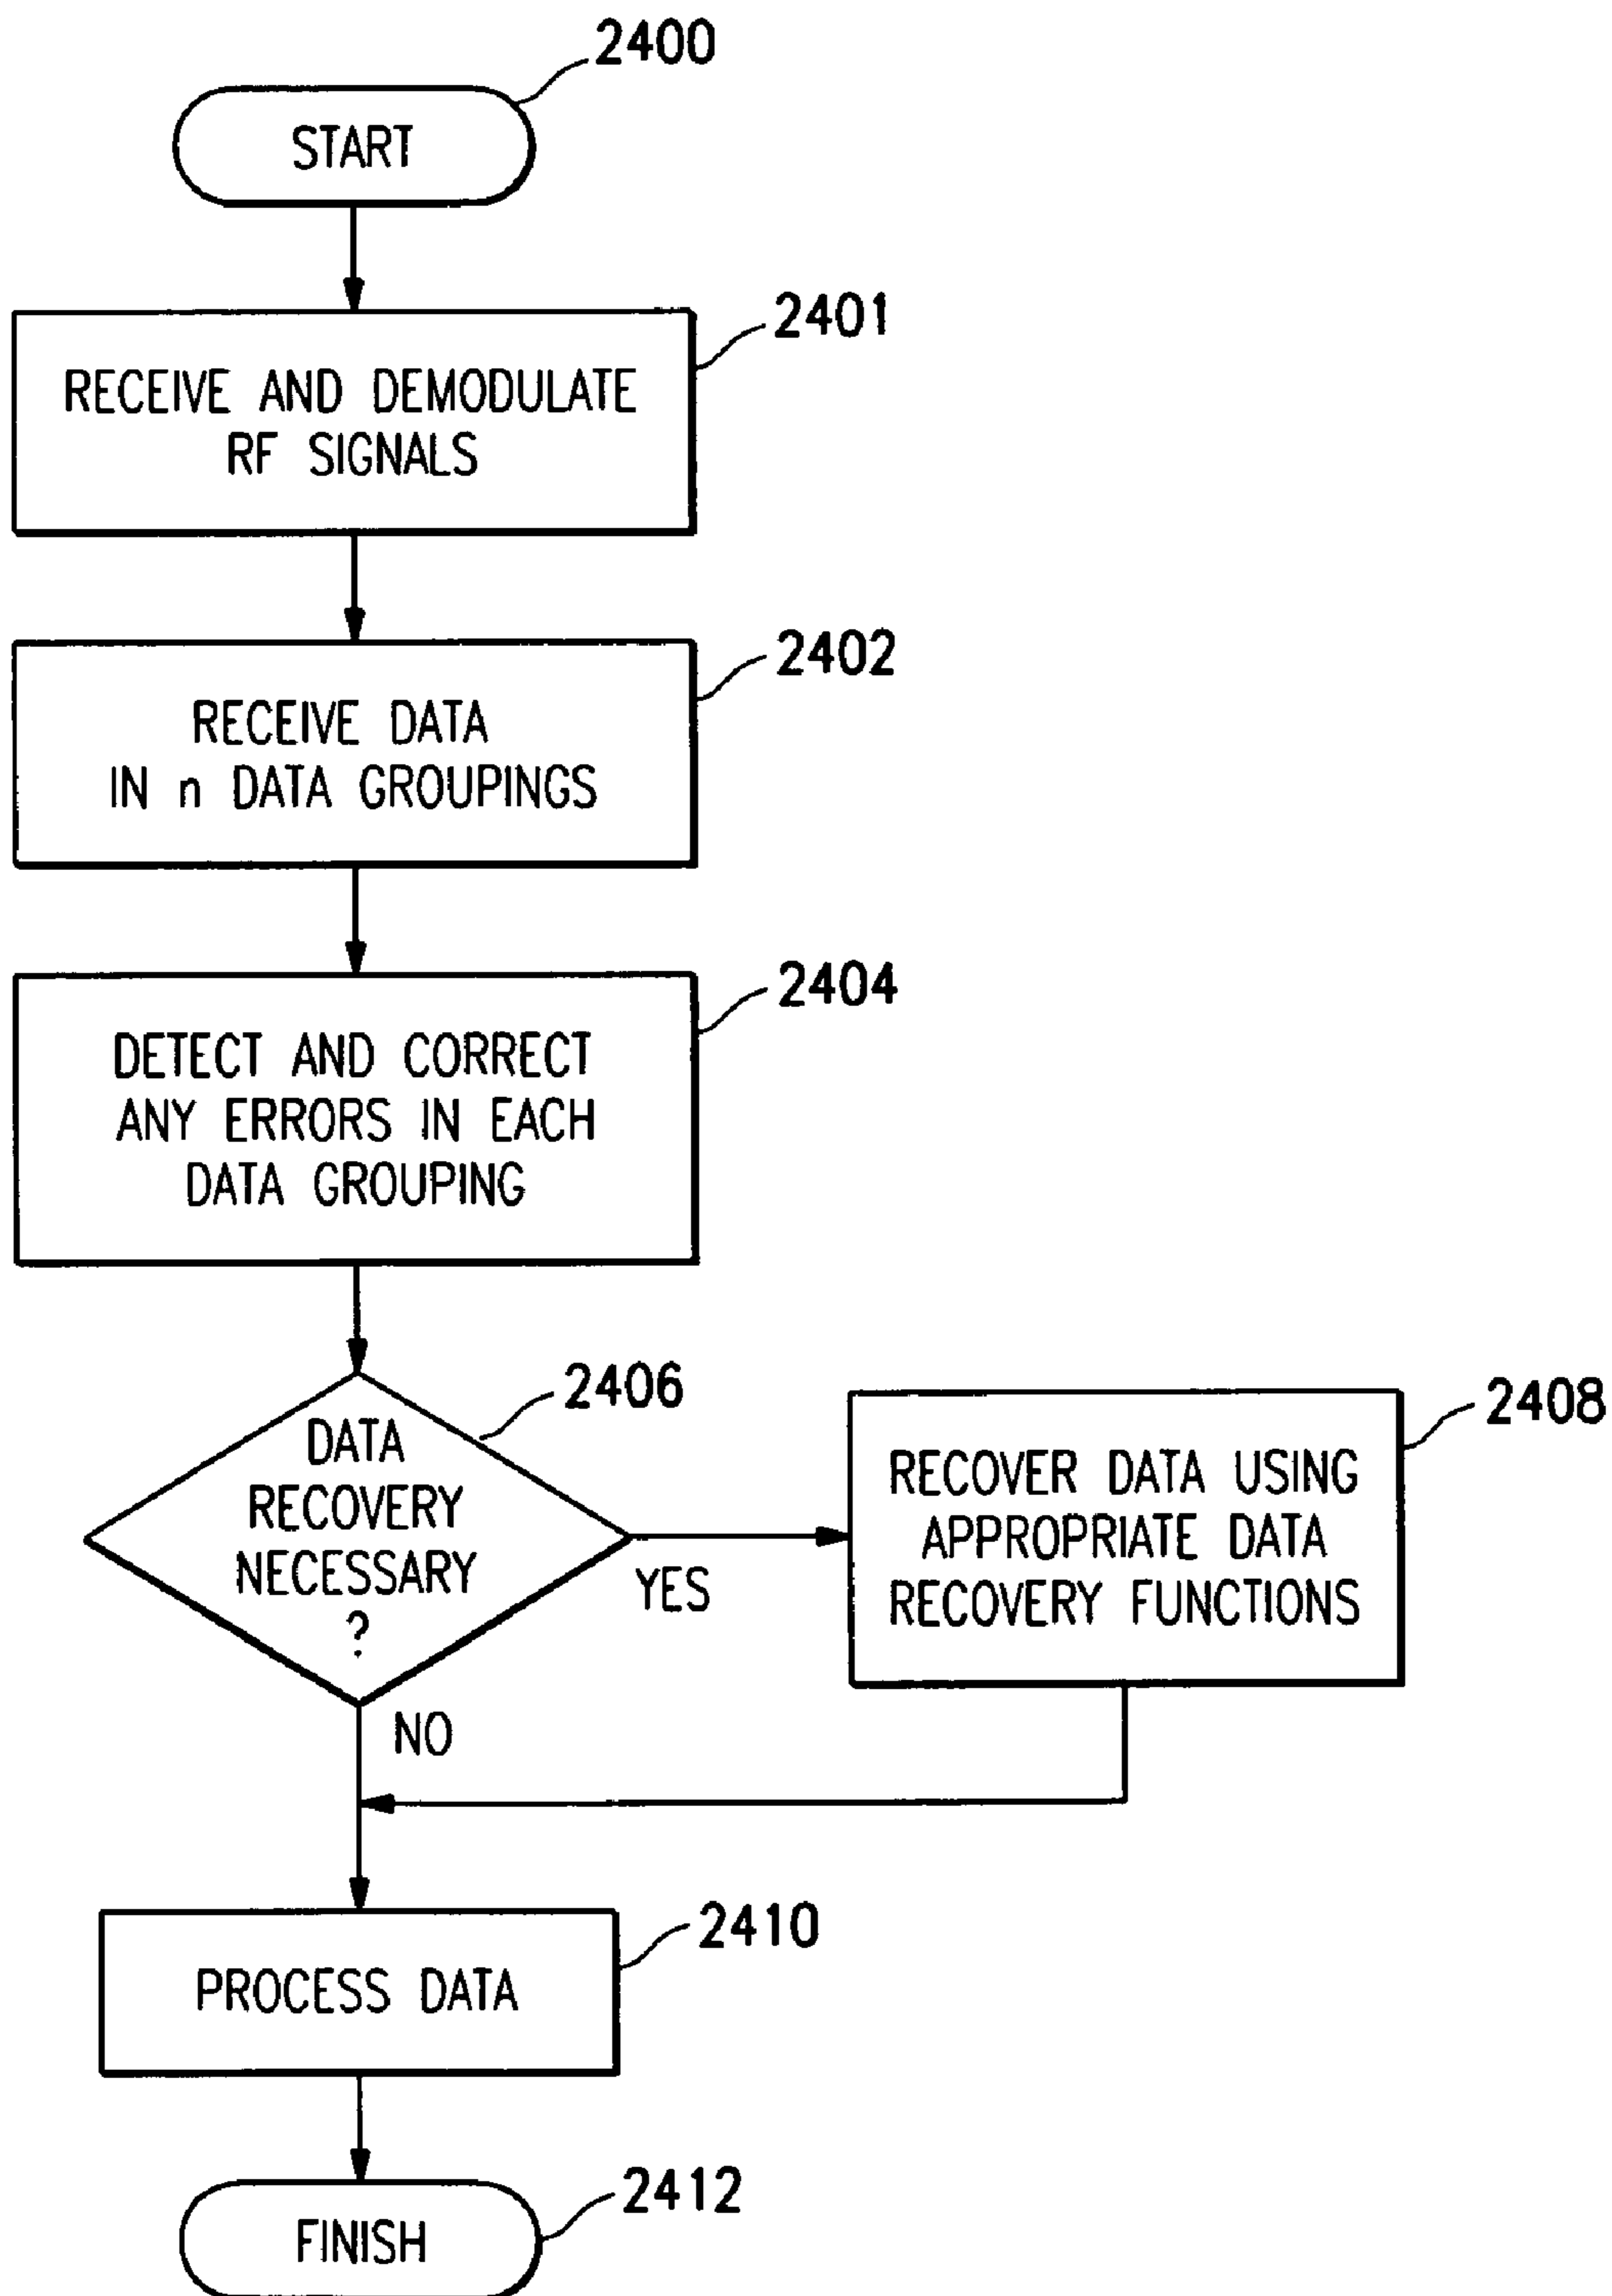 2400
START
2401
RECEIVE AND DEMODULATE
RF SIGNALS
2402
RECEIVE DATA
IN n DATA GROUPINGS
2404
DETECT AND CORRECT
ANY ERRORS IN EACH
DATA GROUPING
2406
DATA
RECOVERY
NECESSARY
?
YES
NO
2408
RECOVER DATA USING
APPROPRIATE DATA
RECOVERY FUNCTIONS
2410
PROCESS DATA
2412
FINISH